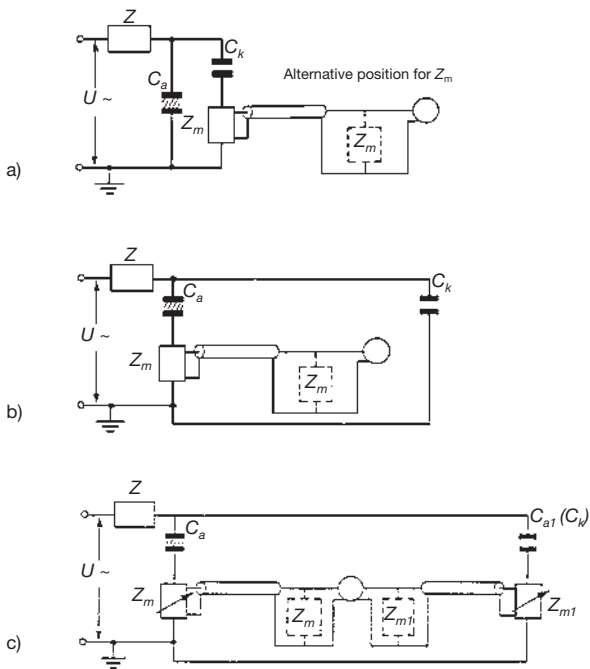 Z
C_k
Alternative position for Z_m
C_a
U ~
Z_m
Z_m
a)
Z
C_k
C_a
U ~
Z_m
Z_m
b)
Z
C_a1 (C_k)
C_a
U ~
Z_m
Z_m
Z_m1
Z_m1
c)